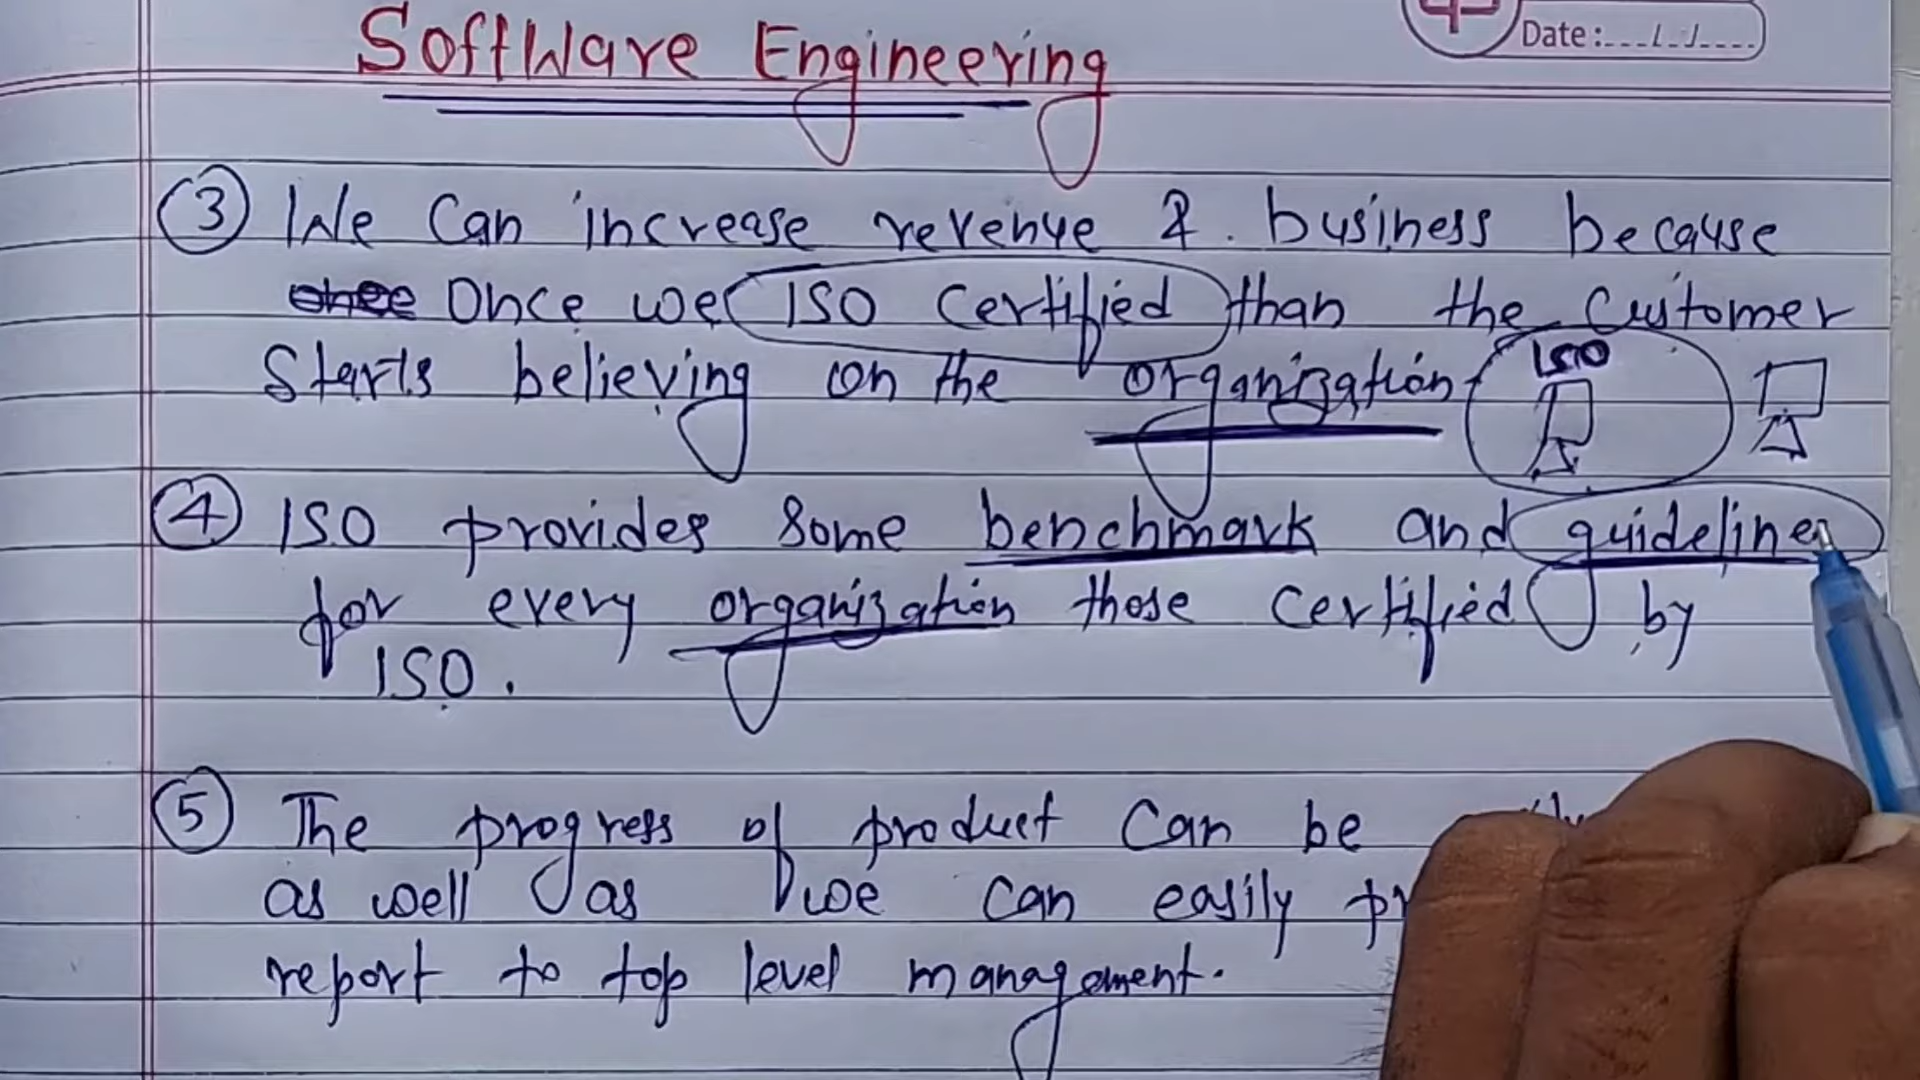 Software Engineering
Date :---/--/----
③ We can increase revenue & business because
Once we ISO certified than the customer
starts believing on the organization
ISO
④ ISO provides some benchmark and guideline
for every organization those certified by
ISO.
⑤ The progress of product can be
as well as we can easily
report to top level management.